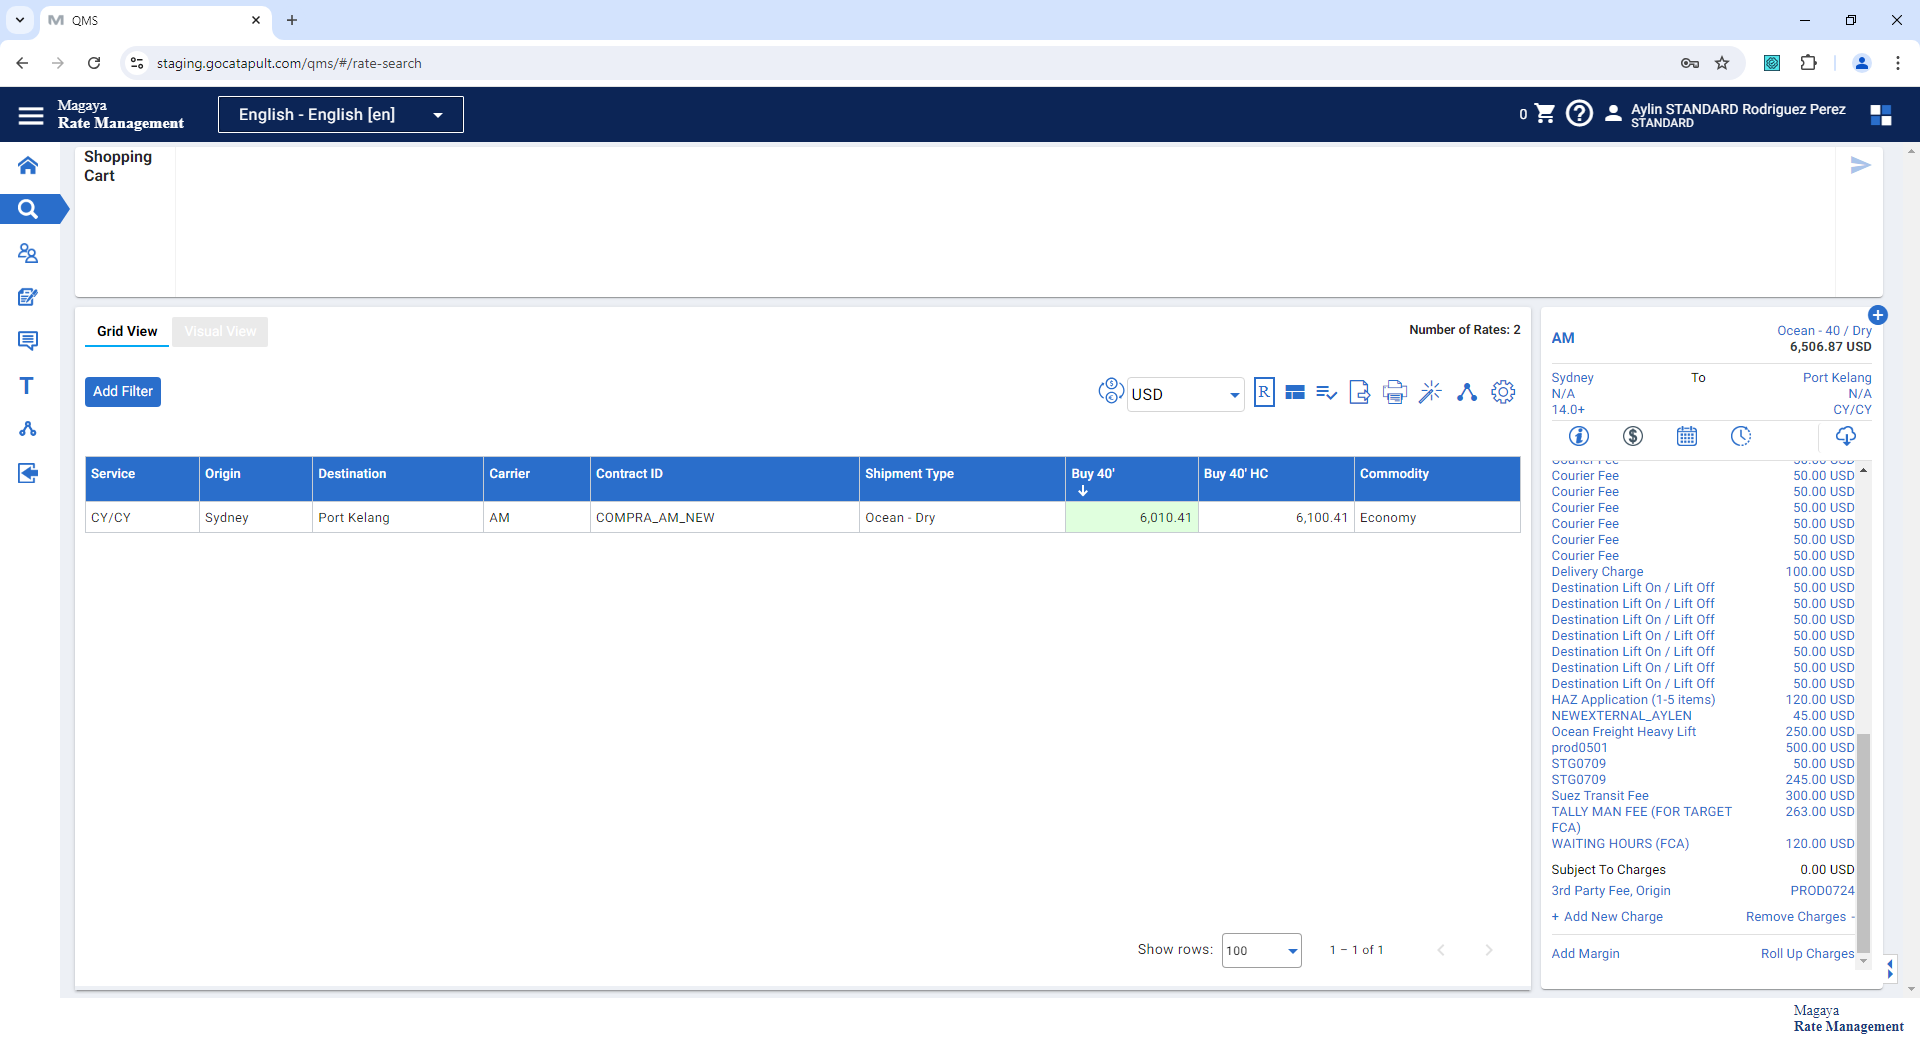 QMS
staging.gocatapult.com/qms/#/rate-search
Magaya
Rate Management
English - English [en]
0
Aylin STANDARD Rodriguez Perez
STANDARD
Shopping
Cart
Grid View
Visual View
Number of Rates: 2
Add Filter
USD
R
Service Origin Destination Carrier Contract ID Shipment Type Buy 40' Buy 40' HC Commodity
CY/CY Sydney Port Kelang AM COMPRA_AM_NEW Ocean - Dry 6,010.41 6,100.41 Economy
Show rows: 100 1 – 1 of 1
AM
Ocean - 40 / Dry
6,506.87 USD
Sydney To Port Kelang
N/A N/A
14.0+ CY/CY
Courier Fee 50.00 USD
Courier Fee 50.00 USD
Courier Fee 50.00 USD
Courier Fee 50.00 USD
Courier Fee 50.00 USD
Courier Fee 50.00 USD
Courier Fee 50.00 USD
Delivery Charge 100.00 USD
Destination Lift On / Lift Off 50.00 USD
Destination Lift On / Lift Off 50.00 USD
Destination Lift On / Lift Off 50.00 USD
Destination Lift On / Lift Off 50.00 USD
Destination Lift On / Lift Off 50.00 USD
Destination Lift On / Lift Off 50.00 USD
Destination Lift On / Lift Off 50.00 USD
HAZ Application (1-5 items) 120.00 USD
NEWEXTERNAL_AYLEN 45.00 USD
Ocean Freight Heavy Lift 250.00 USD
prod0501 500.00 USD
STG0709 50.00 USD
STG0709 245.00 USD
Suez Transit Fee 300.00 USD
TALLY MAN FEE (FOR TARGET 263.00 USD
FCA)
WAITING HOURS (FCA) 120.00 USD
Subject To Charges 0.00 USD
3rd Party Fee, Origin PROD0724
+ Add New Charge Remove Charges -
Add Margin Roll Up Charges
Magaya
Rate Management